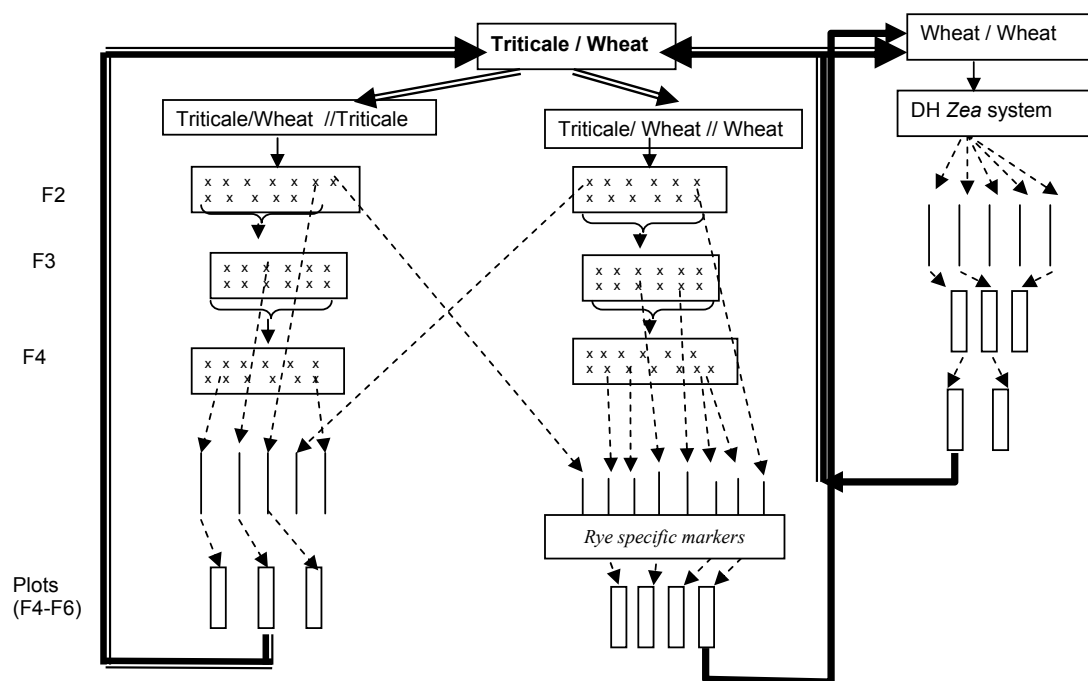 Triticale / Wheat
Wheat / Wheat
Triticale/Wheat //Triticale
Triticale/ Wheat // Wheat
DH Zea system
F2
x x x x x x x
x x x x x
x x x x x x
x x x x x x
F3
x x x x x x
x x x x x x
x x x x x x
x x x x x x
F4
x x x x x x
x x x x x x
x x x x x x
x x x x x x x
Rye specific markers
Plots
(F4-F6)